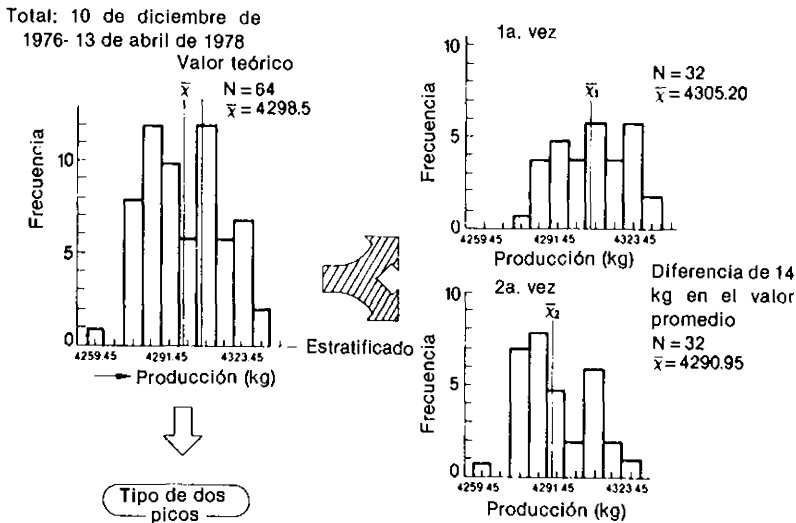 Total: 10 de diciembre de
1976- 13 de abril de 1978
Valor teórico
x̄
N = 64
x̄ = 4298.5
Frecuencia
10
5
0
4259.45 4291.45 4323.45
Producción (kg)
Tipo de dos
picos
Estratificado
1a. vez
10
5
0
Frecuencia
x̄₁
N = 32
x̄ = 4305.20
4259 45 4291 45 4323 45
Producción (kg)
2a. vez
10
5
0
Frecuencia
x̄₂
4259 45 4291 45 4323 45
Producción (kg)
Diferencia de 14
kg en el valor
promedio
N = 32
x̄ = 4290.95